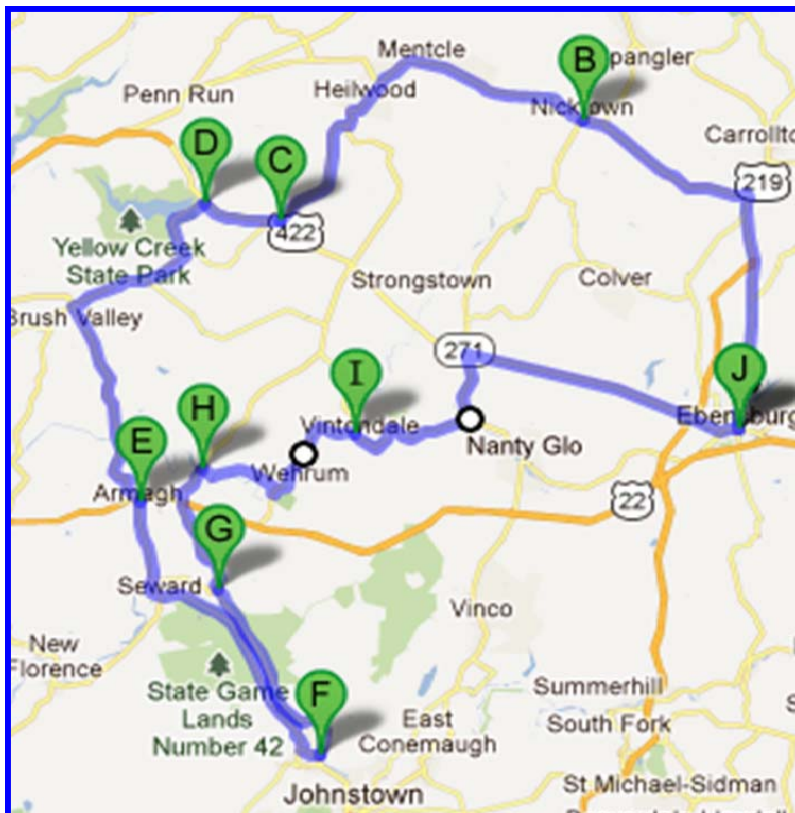 Mentcle
B
Spangler
Heilwood
Penn Run
Nicktown
D
C
Carrollto
219
422
Yellow Creek
State Park
Strongstown
Colver
Brush Valley
271
I
J
H
Vintondale
Ebensburg
E
Nanty Glo
Wehrum
Armagh
22
G
Seward
Vinco
New
Florence
F
State Game
Lands
Number 42
Summerhill
South Fork
East
Conemaugh
St Michael-Sidman
Johnstown